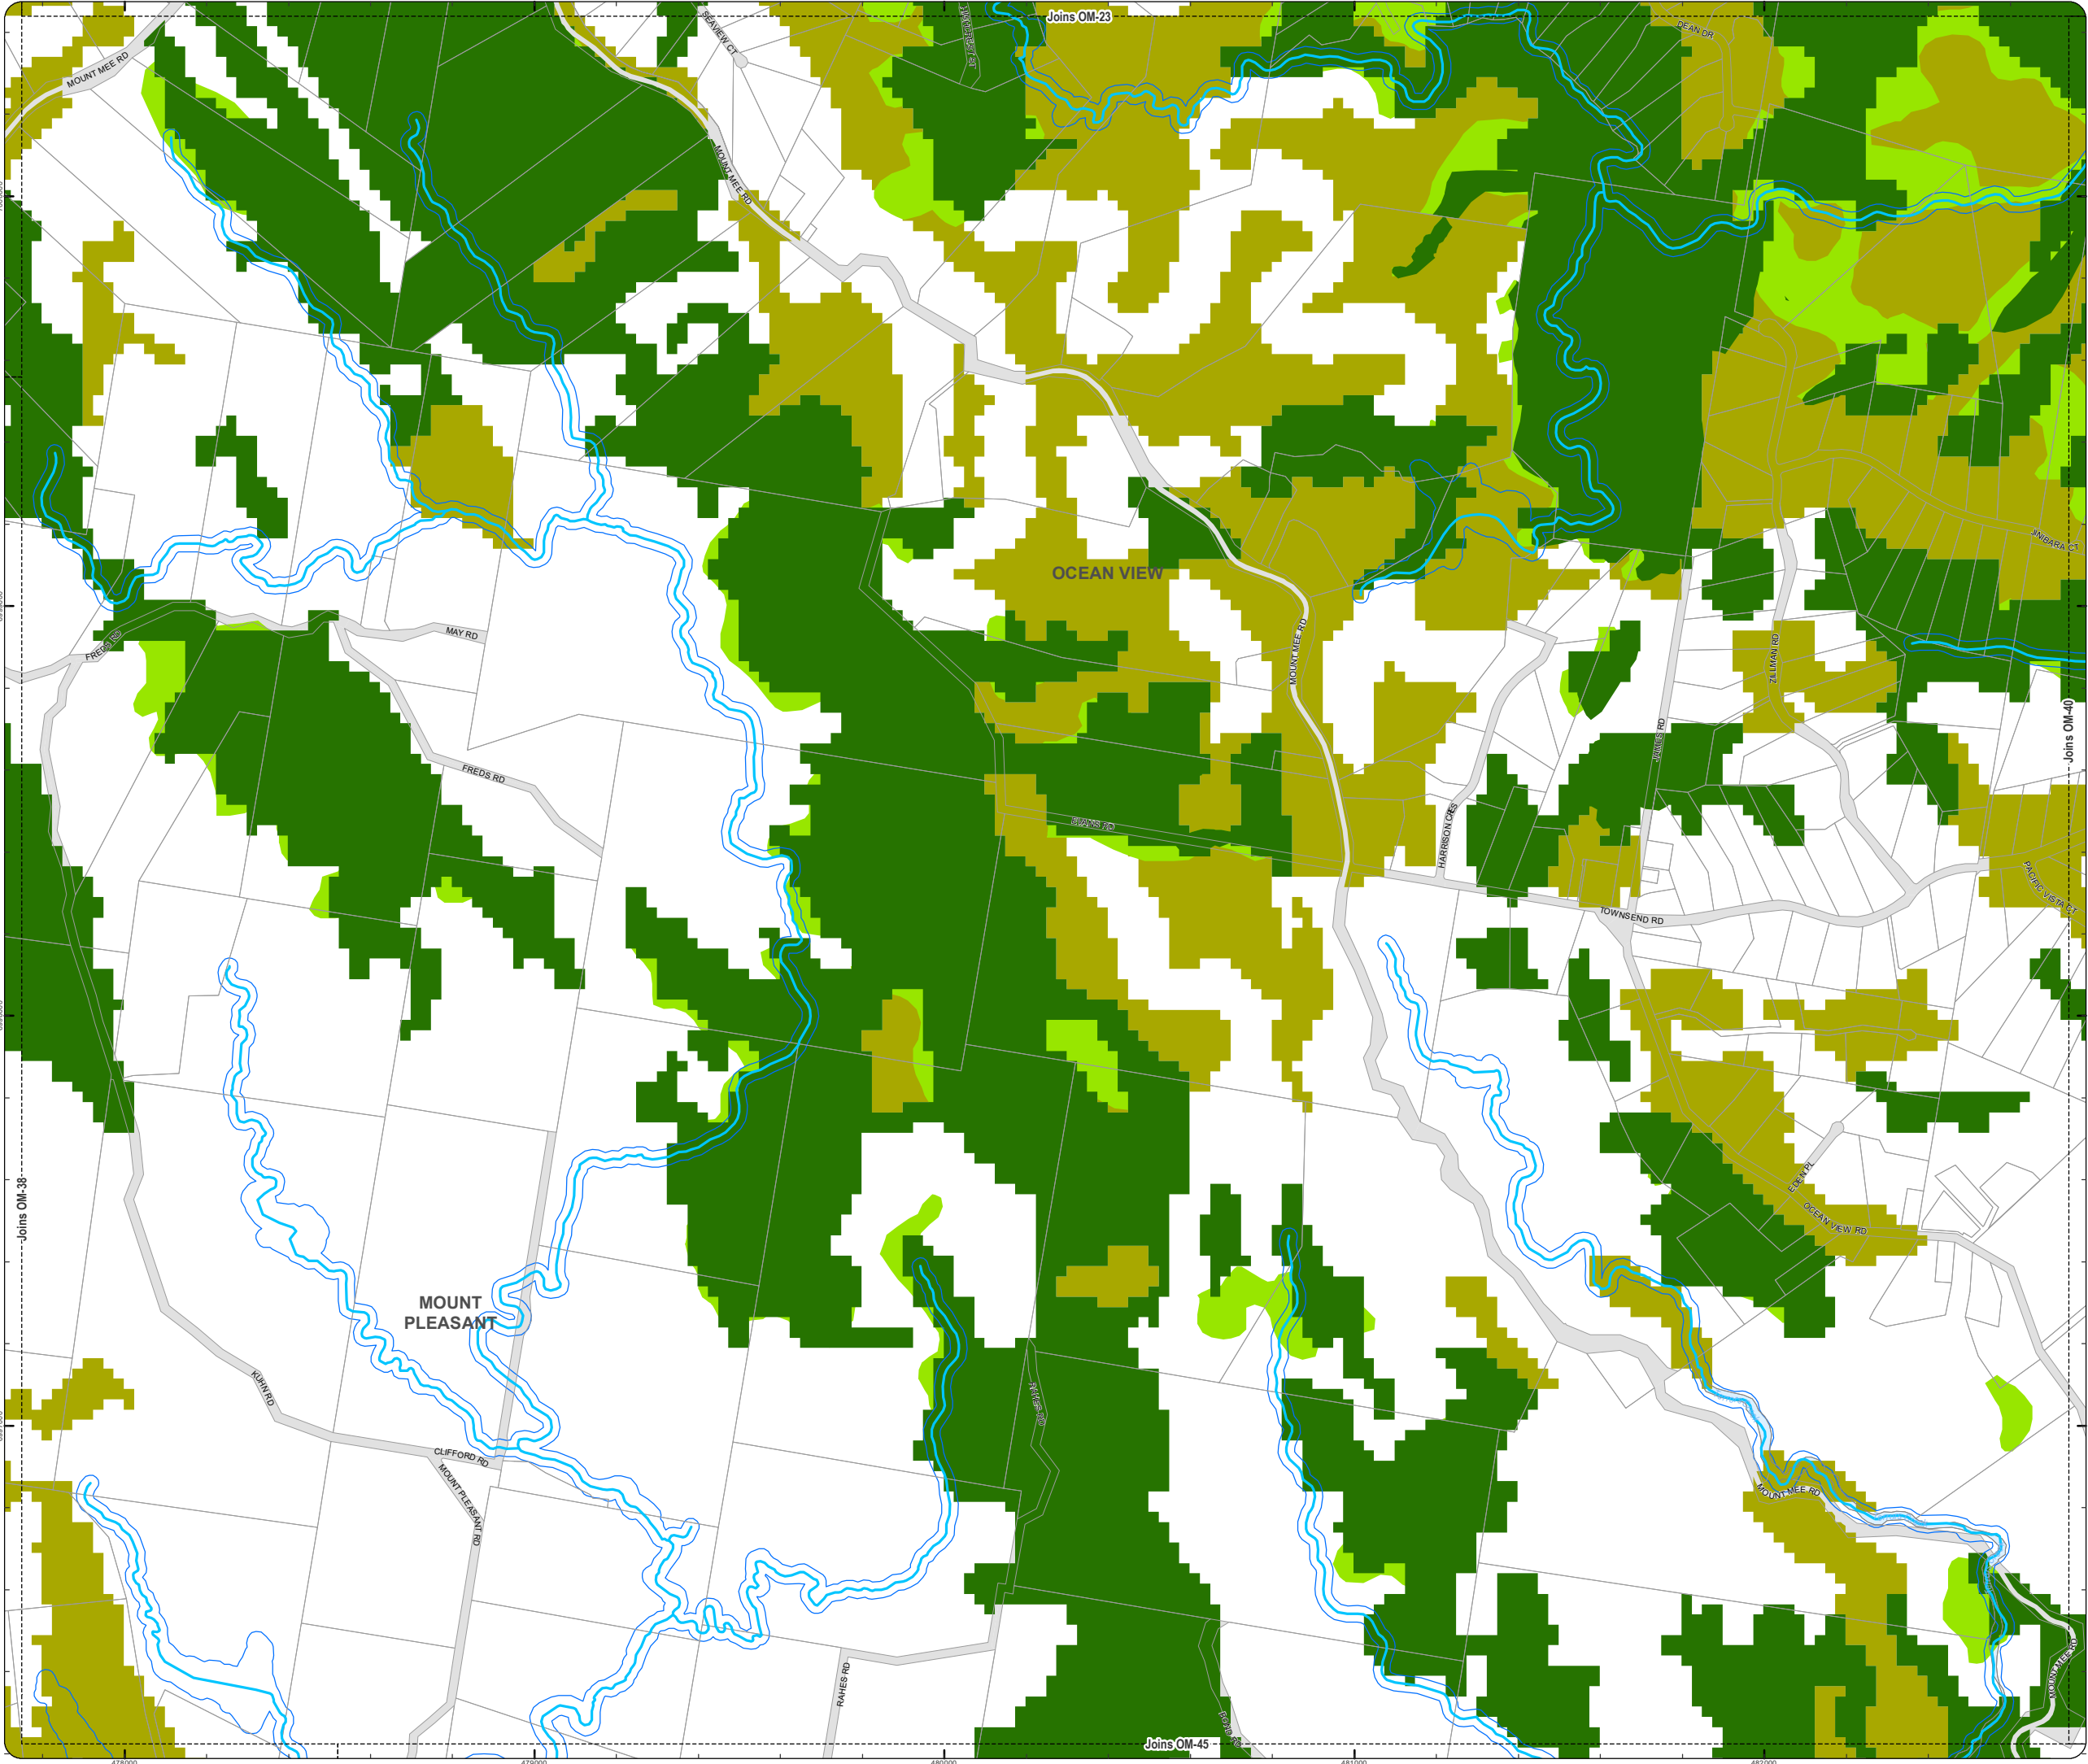 Joins OM-23
SEAVIEW CT
DEAN DR
MOUNT MEE RD
MOUNT MEE RD
JINIBARA CT
OCEAN VIEW
MAY RD
FREDS RD
MOUNT MEE RD
ZILLMAN RD
JAMES RD
Joins OM-40
FREDS RD
HARRISON CRES
PACIFIC VISTA CT
TOWNSEND RD
Joins OM-38
EDEN PL
OCEAN VIEW RD
MOUNT
PLEASANT
KUHN RD
HAYES RD
CLIFFORD RD
MOUNT PLEASANT RD
MOUNT MEE RD
RAHES RD
MOUNT MEE RD
Joins OM-45
478000
479000
480000
481000
482000